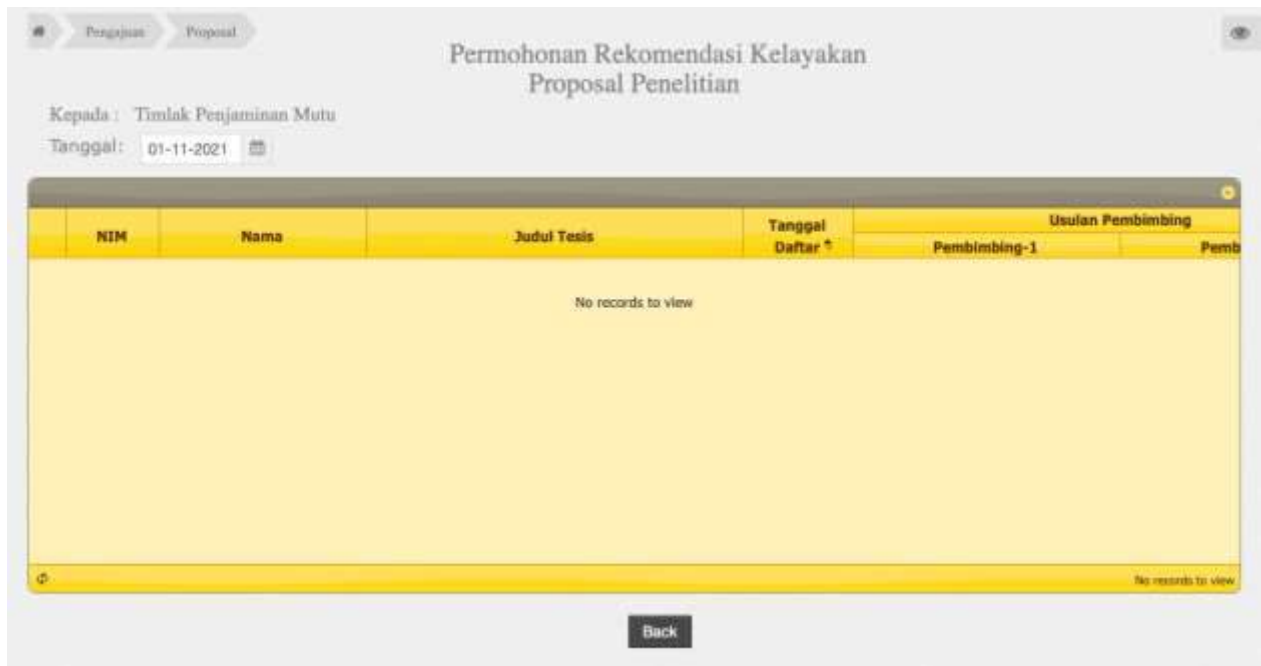 Pengajuan Proposal
Permohonan Rekomendasi Kelayakan
Proposal Penelitian
Kepada : Timlak Penjaminan Mutu
Tanggal: 01-11-2021
NIM Nama Judul Tesis Tanggal Daftar Usulan Pembimbing
Pembimbing-1 Pemb
No records to view
No records to view
Back